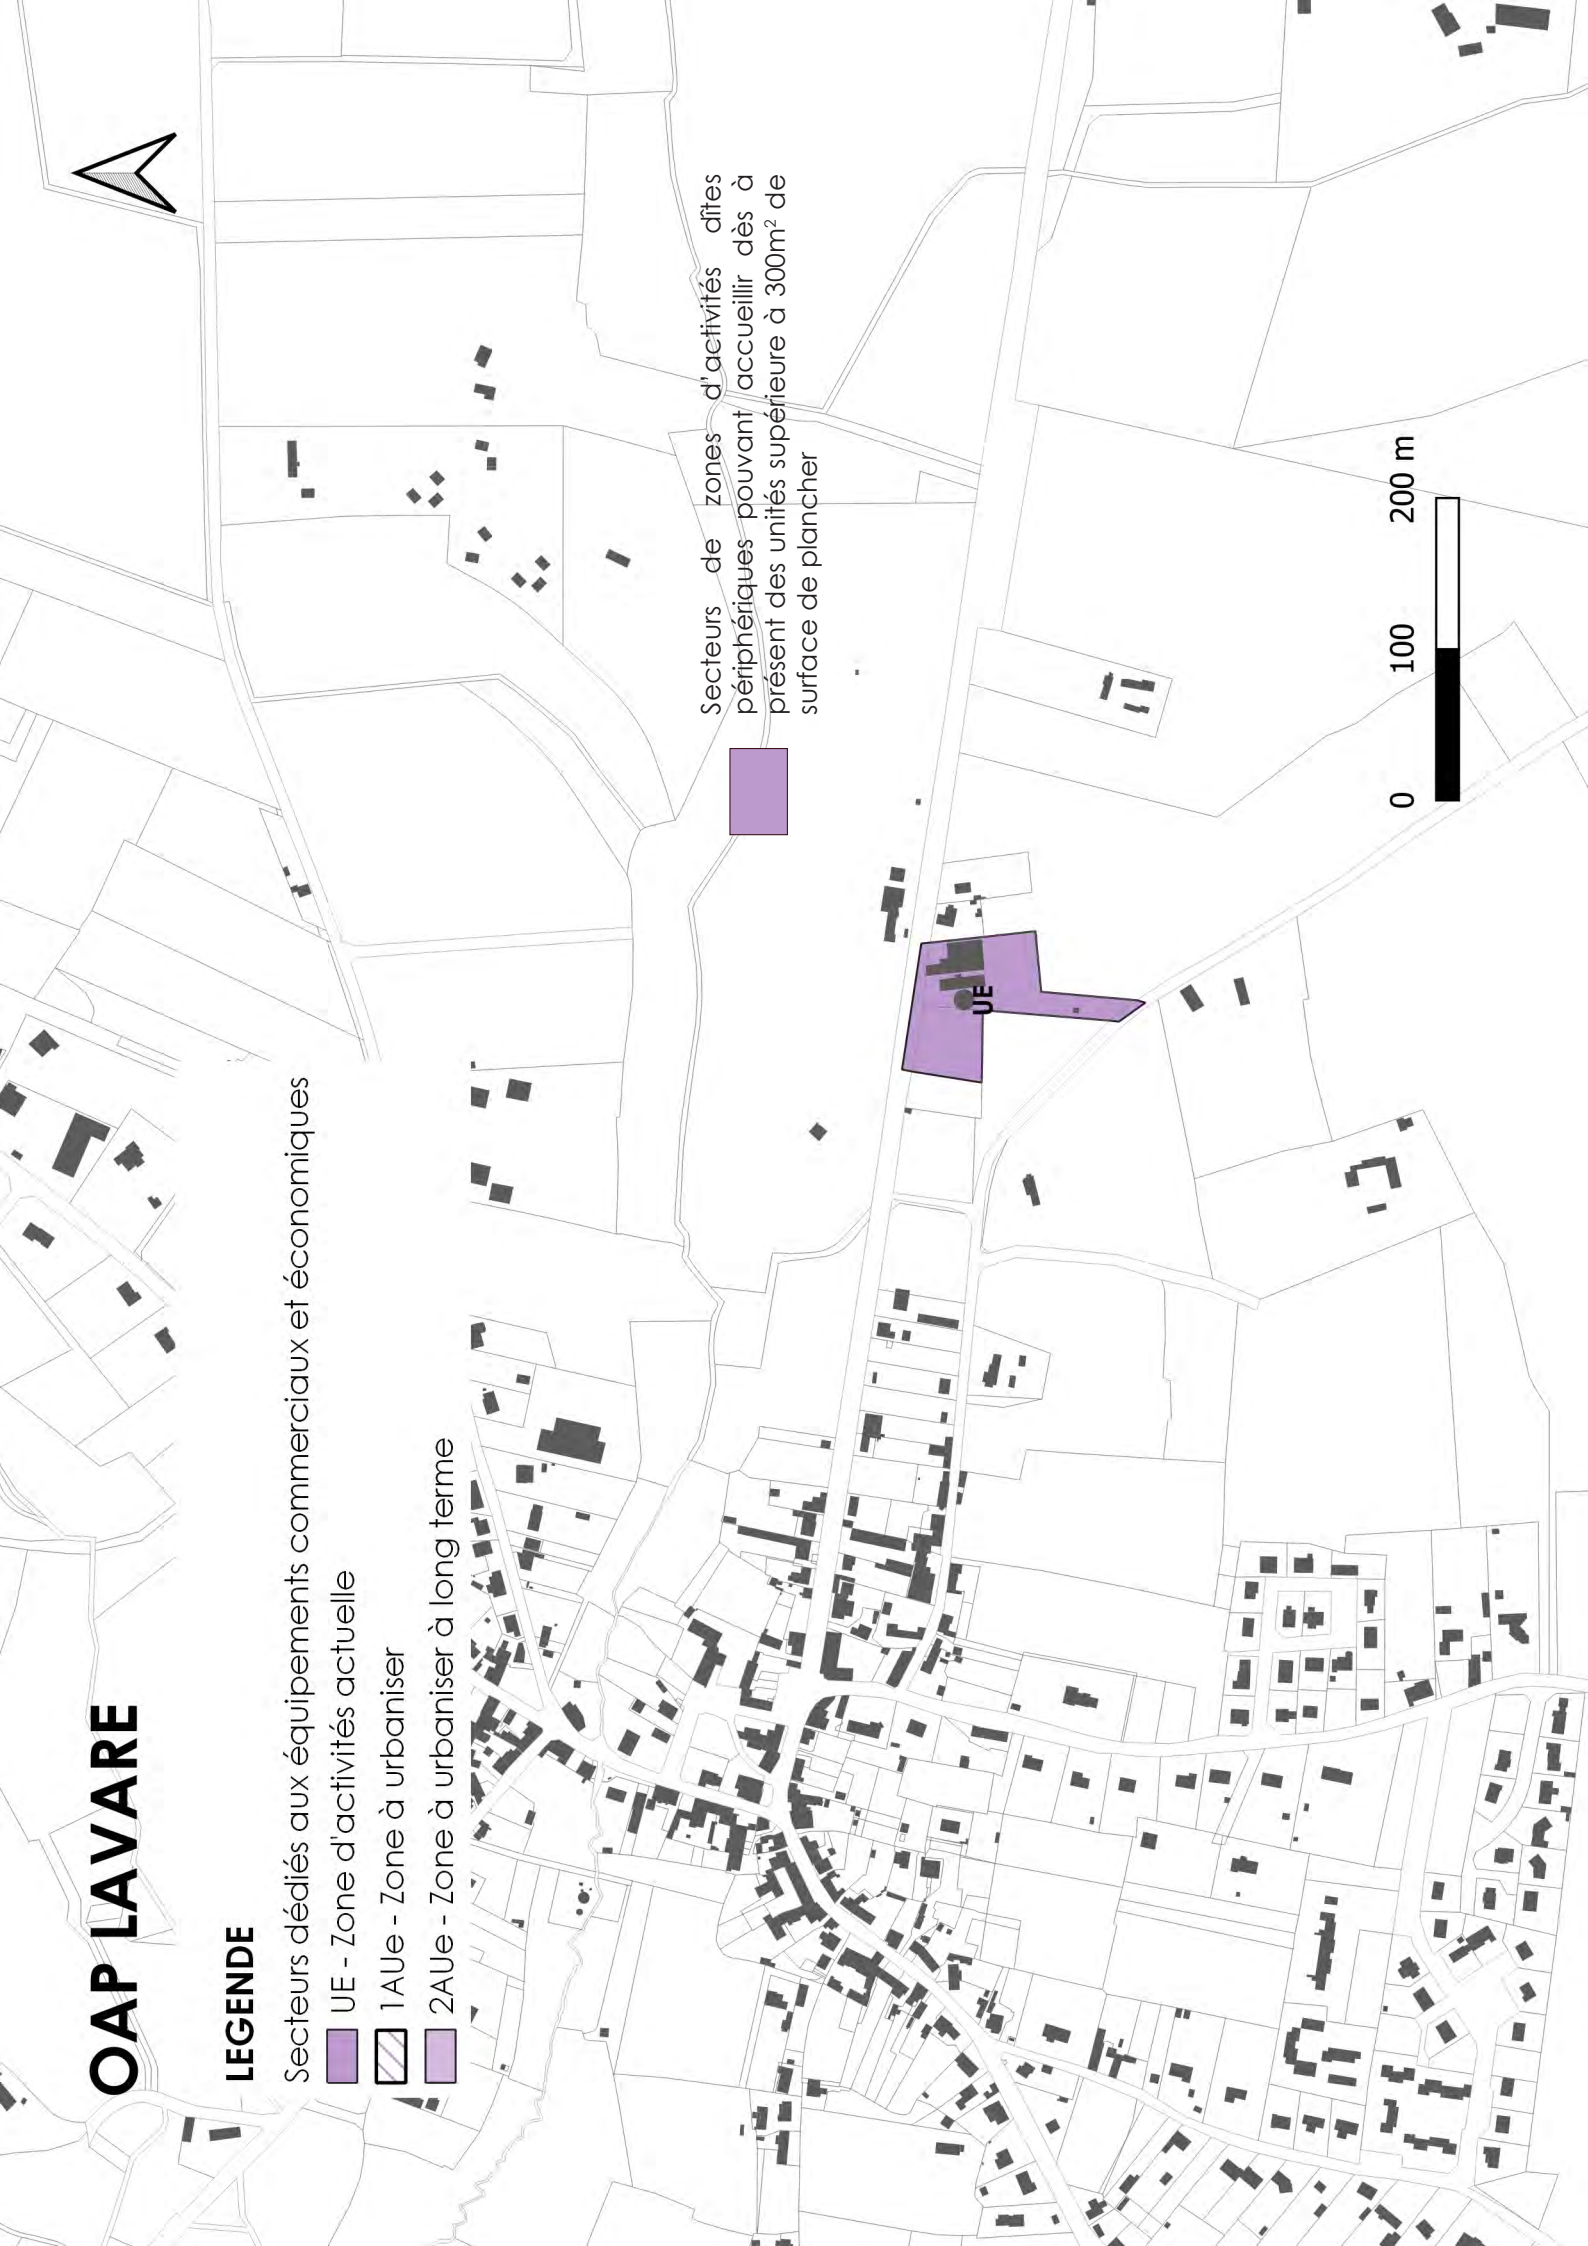 OAP LAVARE
LEGENDE
Secteurs dédiés aux équipements commerciaux et économiques
UE - Zone d'activités actuelle
1AUe - Zone à urbaniser
2AUe - Zone à urbaniser à long terme
Secteurs de zones d'activités dîtes
périphériques pouvant accueillir dès à
présent des unités supérieure à 300m² de
surface de plancher
UE
0 100 200 m